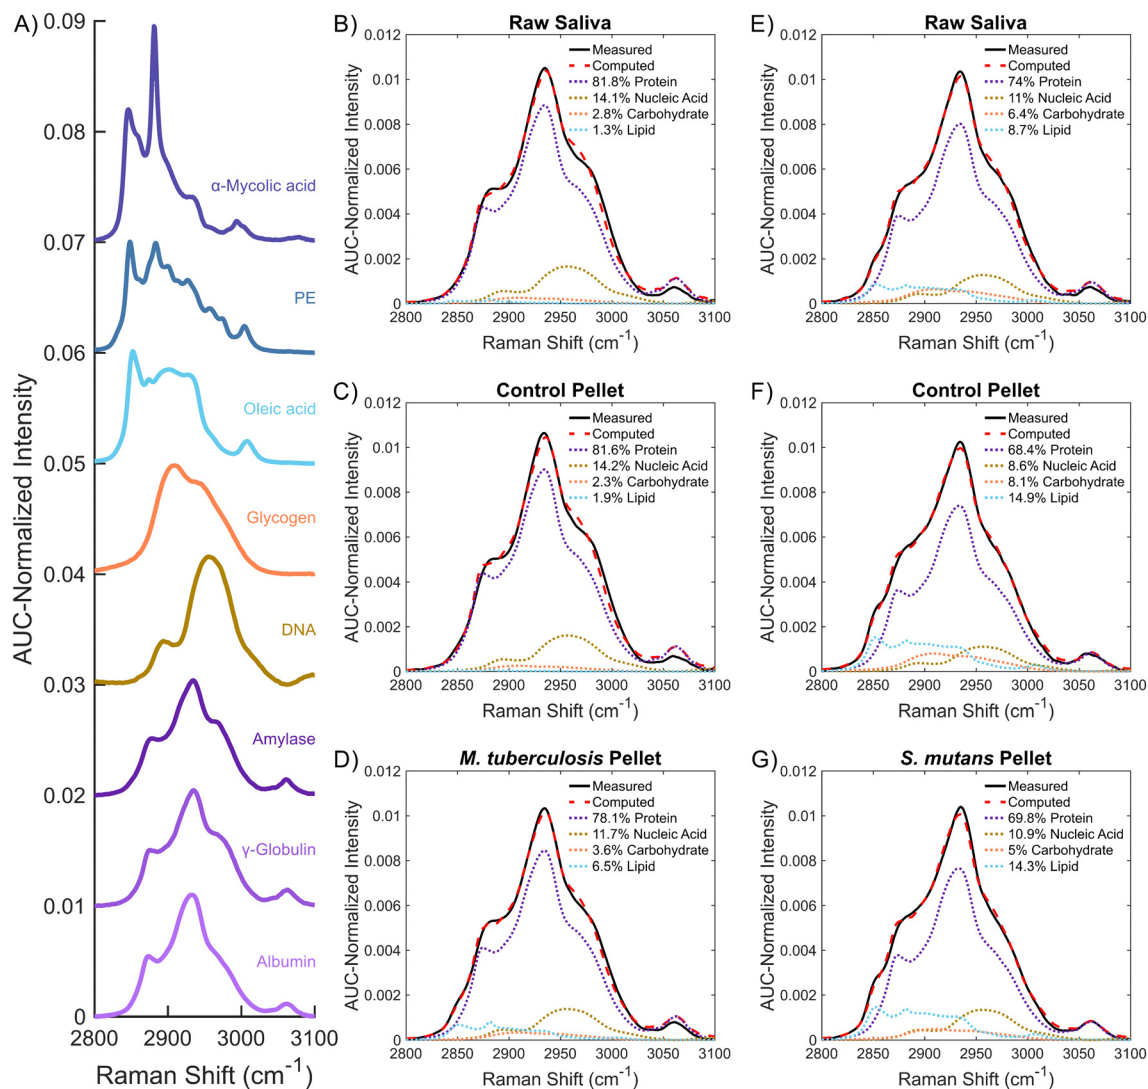 A)
0.09
0.08
0.07
0.06
0.05
0.04
0.03
0.02
0.01
0
α-Mycolic acid
PE
Oleic acid
Glycogen
DNA
Amylase
γ-Globulin
Albumin
AUC-Normalized Intensity
2800 2900 3000 3100
Raman Shift (cm⁻¹)
B)
Raw Saliva
0.012
0.01
0.008
0.006
0.004
0.002
0
Measured
Computed
81.8% Protein
14.1% Nucleic Acid
2.8% Carbohydrate
1.3% Lipid
AUC-Normalized Intensity
2800 2850 2900 2950 3000 3050 3100
Raman Shift (cm⁻¹)
C)
Control Pellet
0.012
0.01
0.008
0.006
0.004
0.002
0
Measured
Computed
81.6% Protein
14.2% Nucleic Acid
2.3% Carbohydrate
1.9% Lipid
AUC-Normalized Intensity
2800 2850 2900 2950 3000 3050 3100
Raman Shift (cm⁻¹)
D)
M. tuberculosis Pellet
0.012
0.01
0.008
0.006
0.004
0.002
0
Measured
Computed
78.1% Protein
11.7% Nucleic Acid
3.6% Carbohydrate
6.5% Lipid
AUC-Normalized Intensity
2800 2850 2900 2950 3000 3050 3100
Raman Shift (cm⁻¹)
E)
Raw Saliva
0.012
0.01
0.008
0.006
0.004
0.002
0
Measured
Computed
74% Protein
11% Nucleic Acid
6.4% Carbohydrate
8.7% Lipid
AUC-Normalized Intensity
2800 2850 2900 2950 3000 3050 3100
Raman Shift (cm⁻¹)
F)
Control Pellet
0.012
0.01
0.008
0.006
0.004
0.002
0
Measured
Computed
68.4% Protein
8.6% Nucleic Acid
8.1% Carbohydrate
14.9% Lipid
AUC-Normalized Intensity
2800 2850 2900 2950 3000 3050 3100
Raman Shift (cm⁻¹)
G)
S. mutans Pellet
0.012
0.01
0.008
0.006
0.004
0.002
0
Measured
Computed
69.8% Protein
10.9% Nucleic Acid
5% Carbohydrate
14.3% Lipid
AUC-Normalized Intensity
2800 2850 2900 2950 3000 3050 3100
Raman Shift (cm⁻¹)